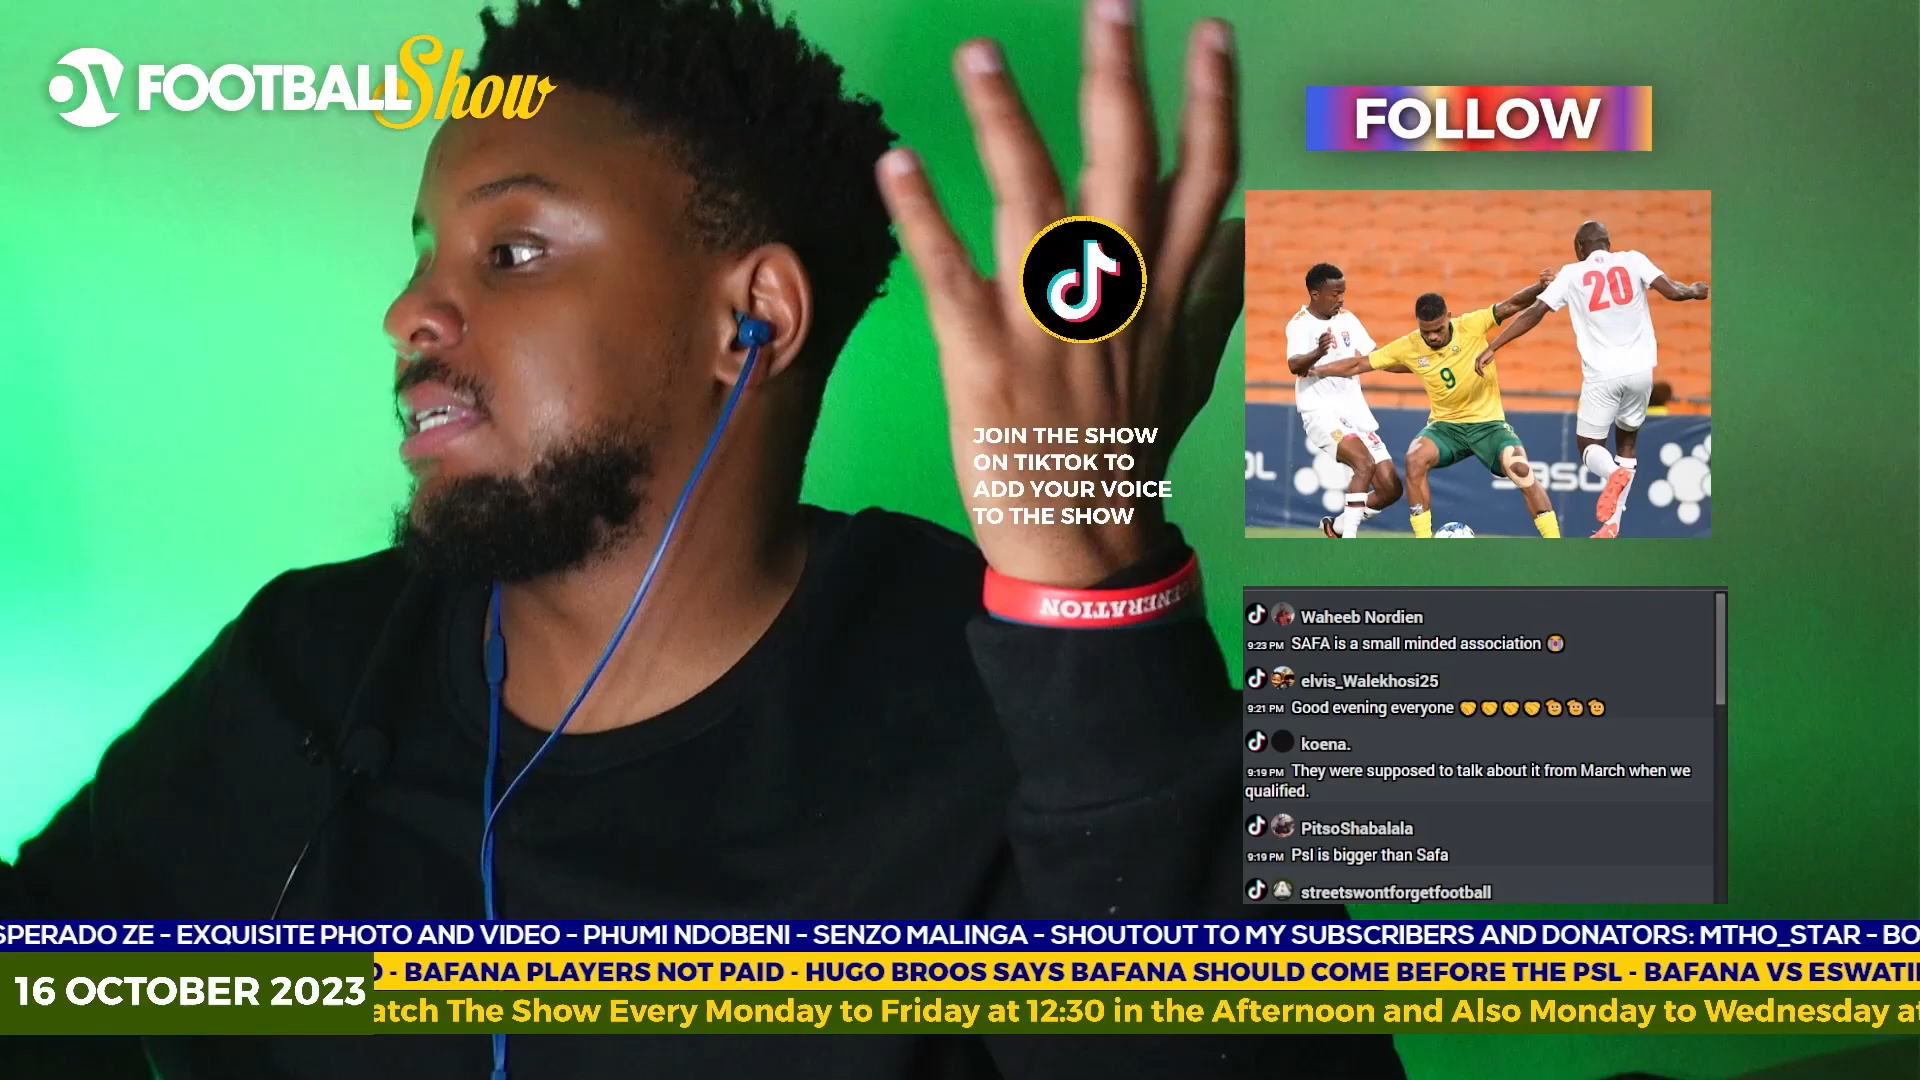 FOOTBALL Show
FOLLOW
20
9
SASOL
JOIN THE SHOW
ON TIKTOK TO
ADD YOUR VOICE
TO THE SHOW
GENERATION
Waheeb Nordien
9:23 PM SAFA is a small minded association 😭
elvis_Walekhosi25
9:21 PM Good evening everyone
koena.
9:19 PM They were supposed to talk about it from March when we
qualified.
PitsoShabalala
9:19 PM Psl is bigger than Safa
streetswontforgetfootball
SPERADO ZE - EXQUISITE PHOTO AND VIDEO - PHUMI NDOBENI - SENZO MALINGA - SHOUTOUT TO MY SUBSCRIBERS AND DONATORS: MTHO_STAR - BO
- BAFANA PLAYERS NOT PAID - HUGO BROOS SAYS BAFANA SHOULD COME BEFORE THE PSL - BAFANA VS ESWATI
16 OCTOBER 2023
atch The Show Every Monday to Friday at 12:30 in the Afternoon and Also Monday to Wednesday at